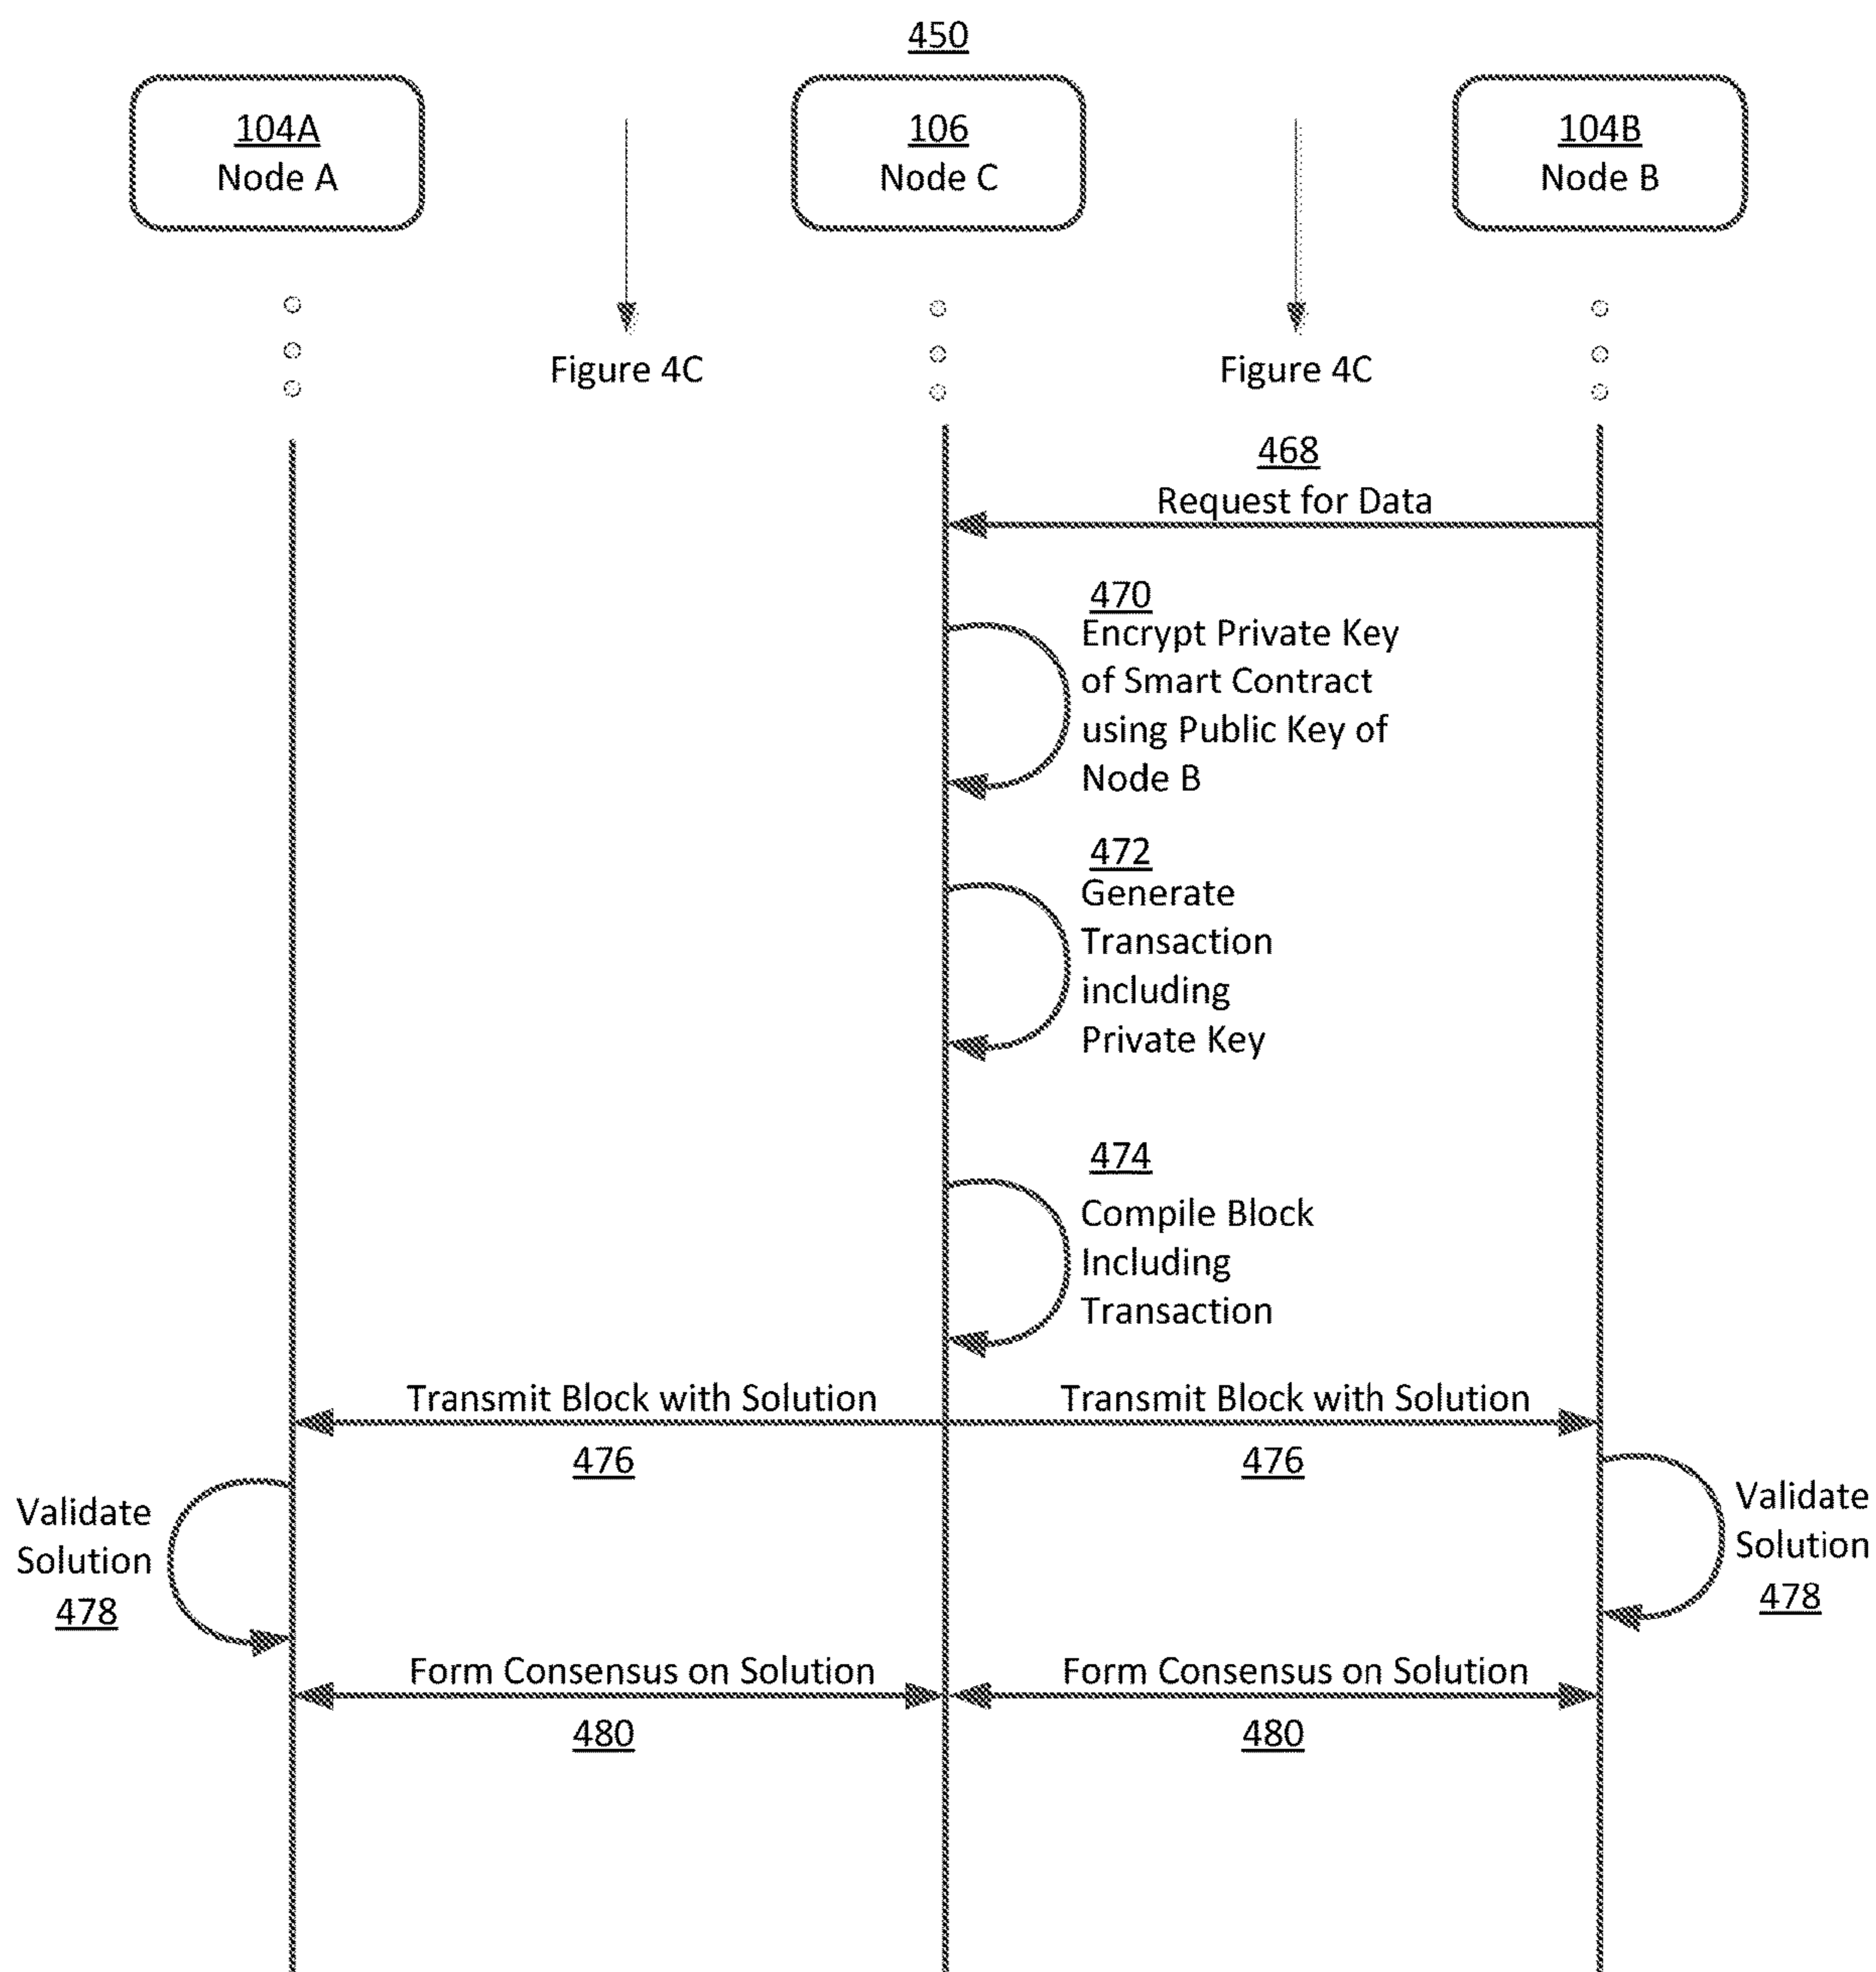 450
104A
Node A
106
Node C
104B
Node B
Figure 4C
Figure 4C
468
Request for Data
470
Encrypt Private Key
of Smart Contract
using Public Key of
Node B
472
Generate
Transaction
including
Private Key
474
Compile Block
Including
Transaction
Transmit Block with Solution
476
Transmit Block with Solution
476
Validate
Solution
478
Validate
Solution
478
Form Consensus on Solution
480
Form Consensus on Solution
480